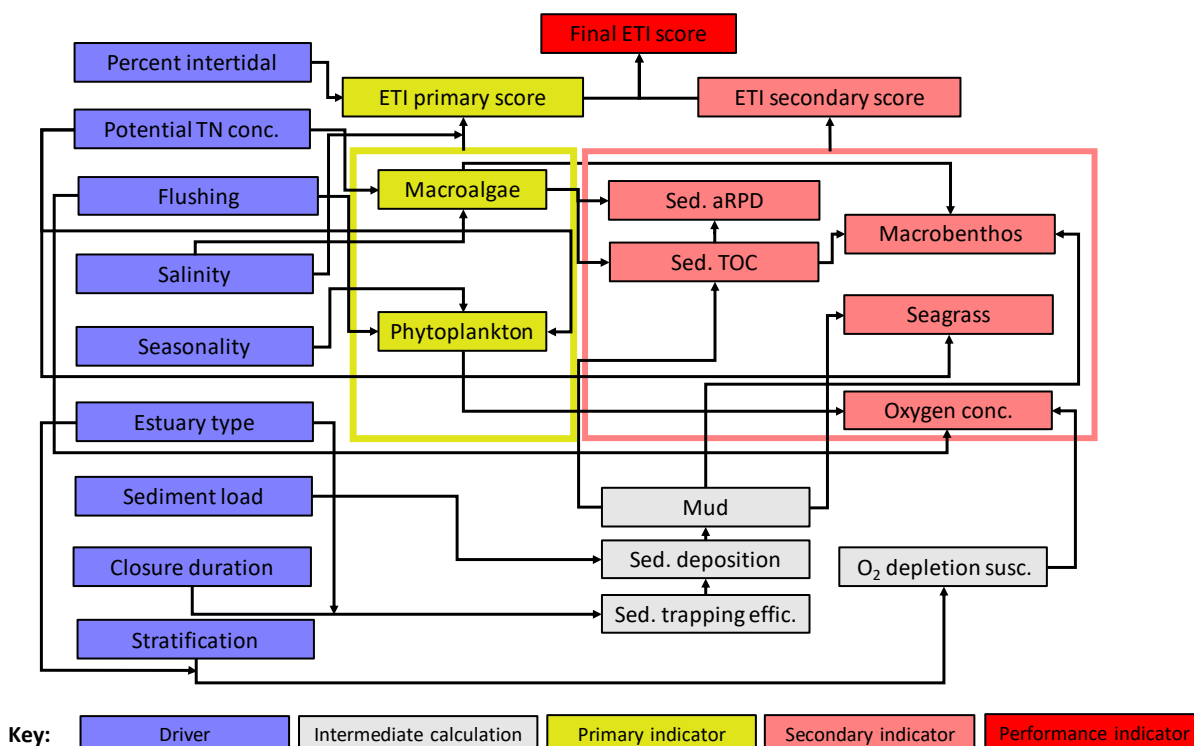 Final ETI score
Percent intertidal
ETI primary score
ETI secondary score
Potential TN conc.
Flushing
Macroalgae
Sed. aRPD
Macrobenthos
Salinity
Sed. TOC
Seasonality
Phytoplankton
Seagrass
Estuary type
Oxygen conc.
Sediment load
Mud
Closure duration
Sed. deposition
O₂ depletion susc.
Sed. trapping effic.
Stratification
Key:
Driver
Intermediate calculation
Primary indicator
Secondary indicator
Performance indicator